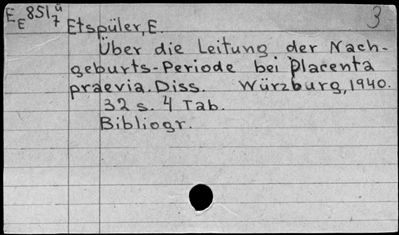 E E 851 a/7 Etspüler, E. 3
Über die Leitung der Nach-
geburts-Periode bei placenta
praevia. Diss. Würzburg, 1940.
32 s. 4 Tab.
Bibliogr.